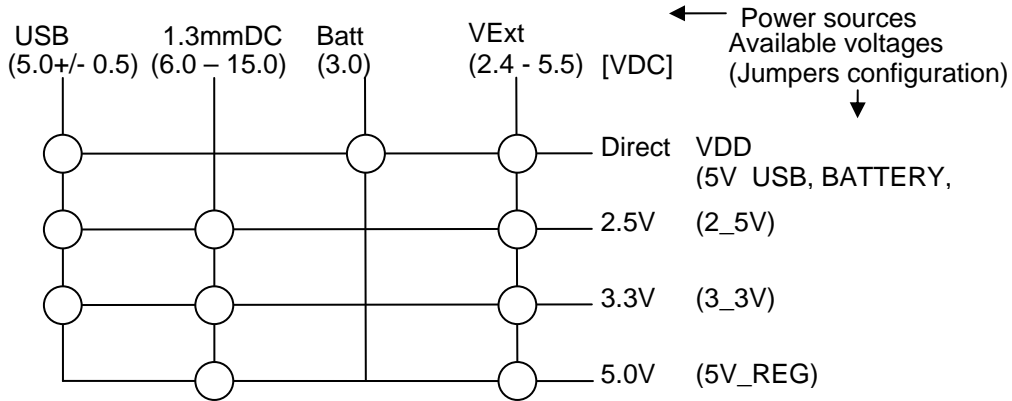 Power sources
USB 1.3mmDC Batt VExt Available voltages
(5.0+/- 0.5) (6.0 – 15.0) (3.0) (2.4 - 5.5) [VDC] (Jumpers configuration)
Direct VDD
(5V USB, BATTERY,
2.5V (2_5V)
3.3V (3_3V)
5.0V (5V_REG)